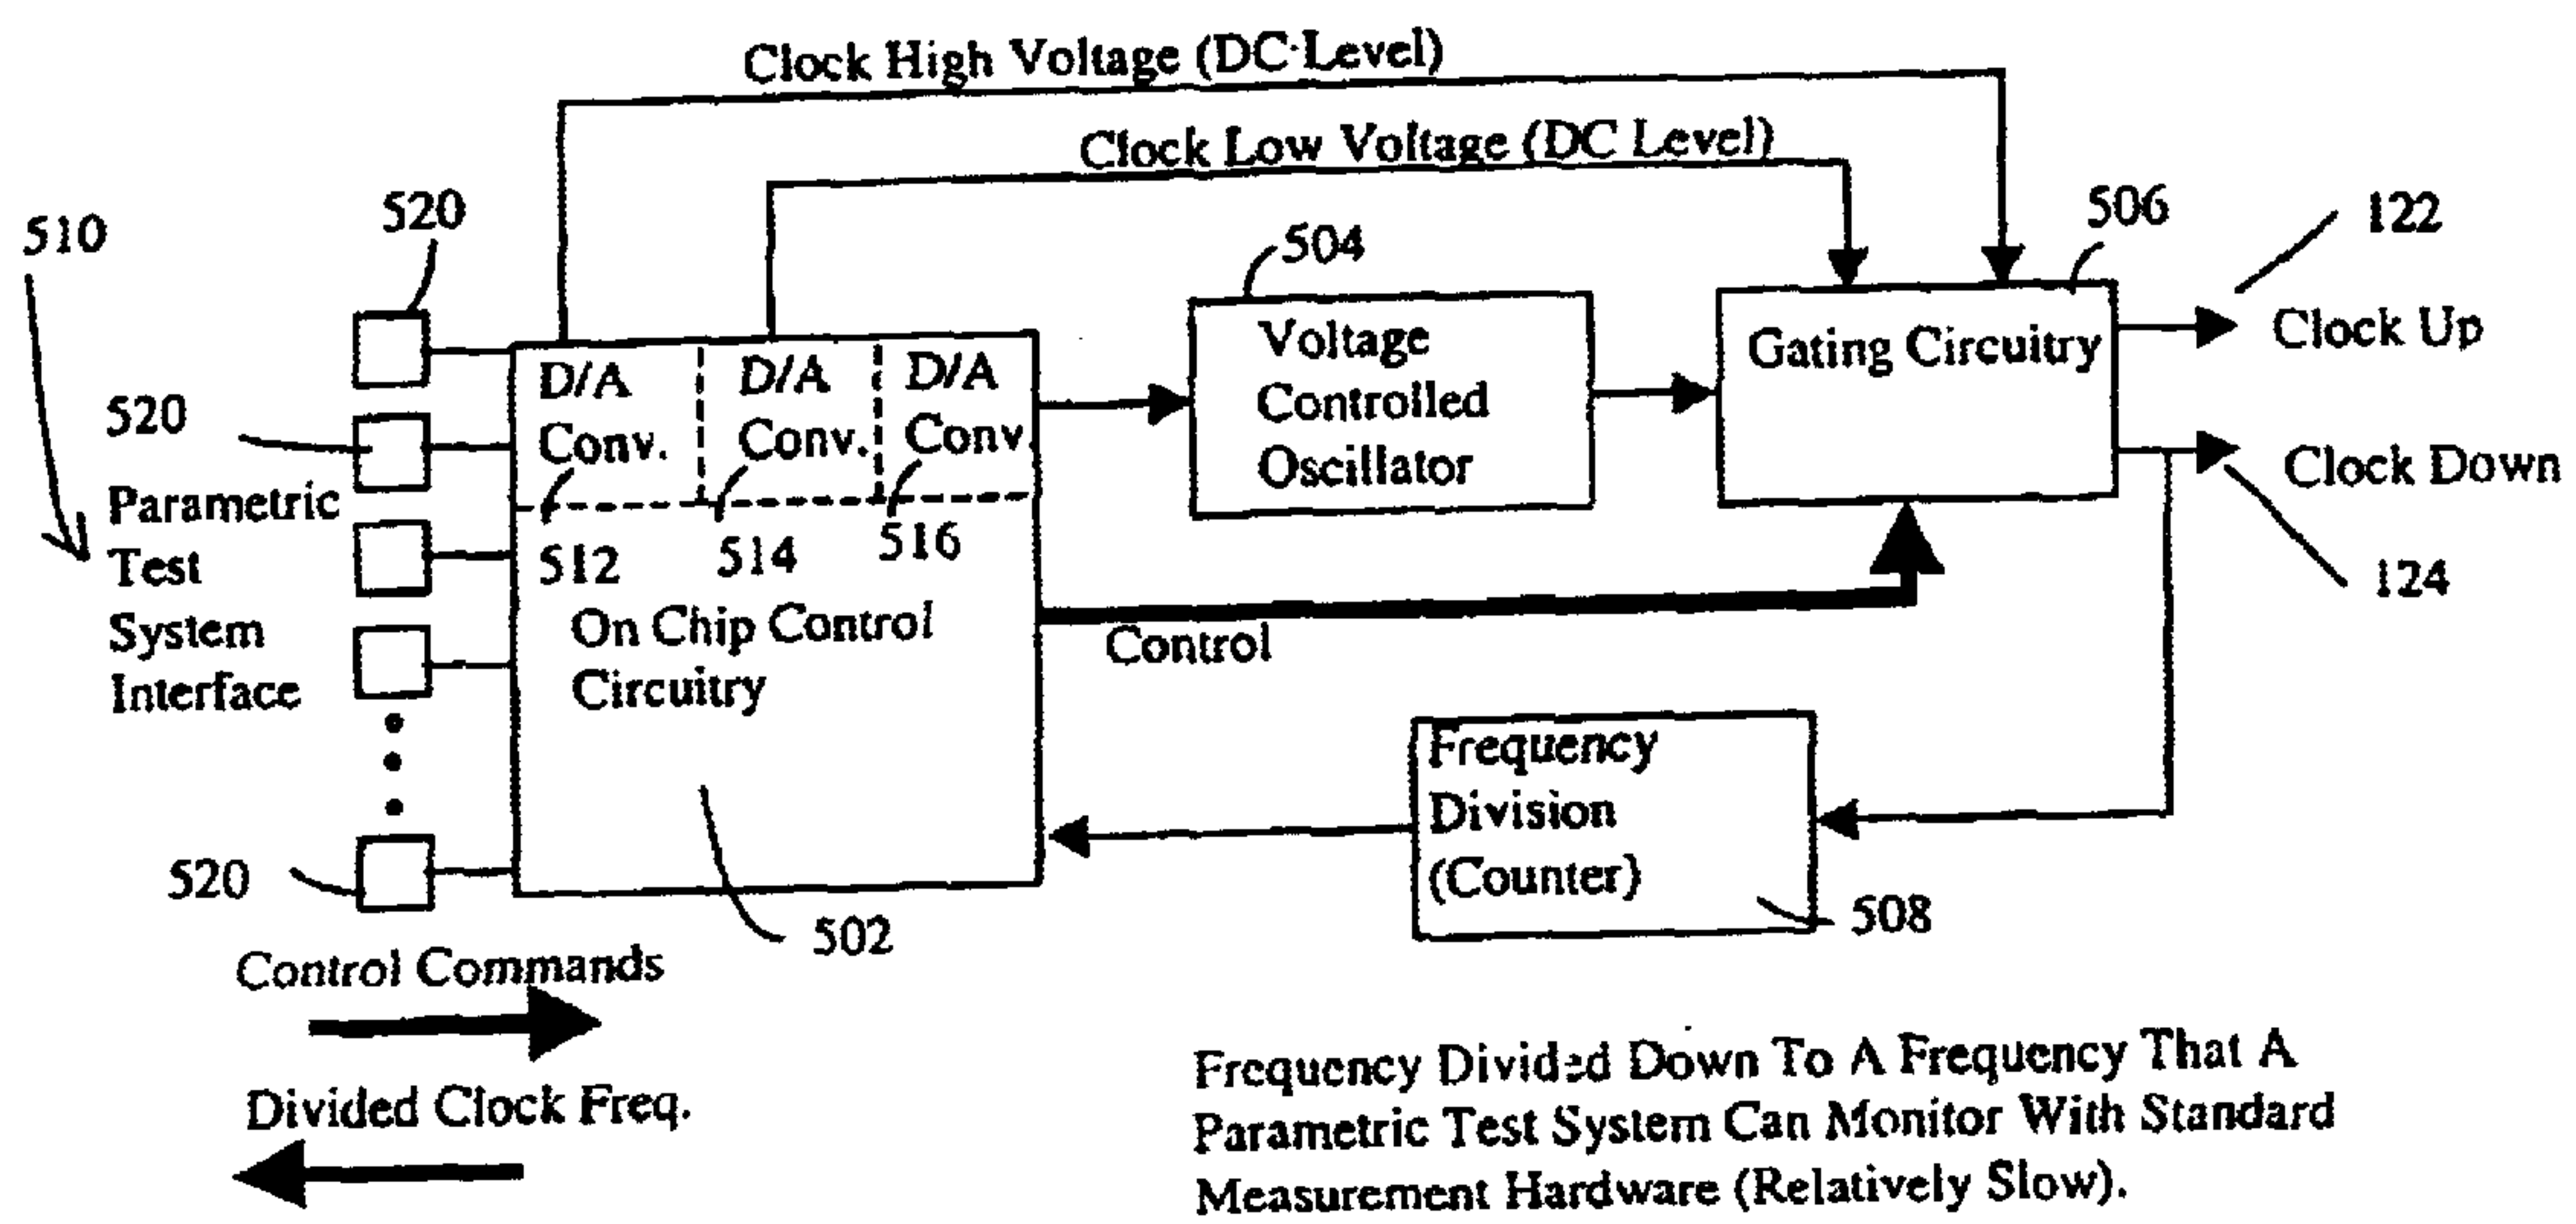 Clock High Voltage (DC Level)
Clock Low Voltage (DC Level)
510
520
504
506
122
Clock Up
D/A
Conv.
D/A
Conv.
D/A
Conv.
Voltage
Controlled
Oscillator
Gating Circuitry
520
Clock Down
Parametric
Test
System
Interface
512
514
516
124
On Chip Control
Circuitry
Control
Frequency
Division
(Counter)
520
502
508
Control Commands
Divided Clock Freq.
Frequency Divided Down To A Frequency That A
Parametric Test System Can Monitor With Standard
Measurement Hardware (Relatively Slow).